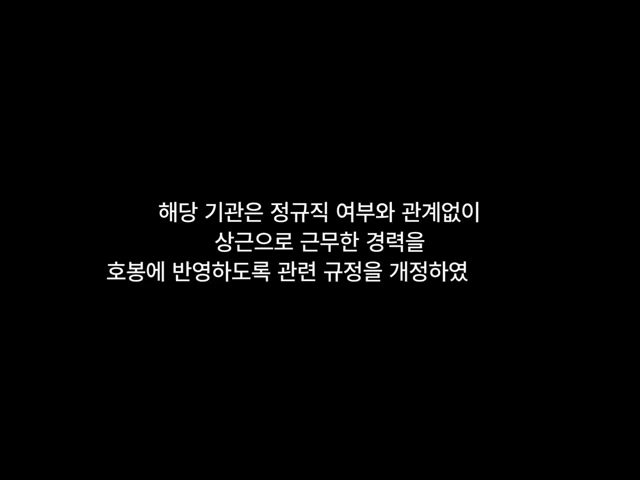 해당 기관은 정규직 여부와 관계없이
상근으로 근무한 경력을
호봉에 반영하도록 관련 규정을 개정하였